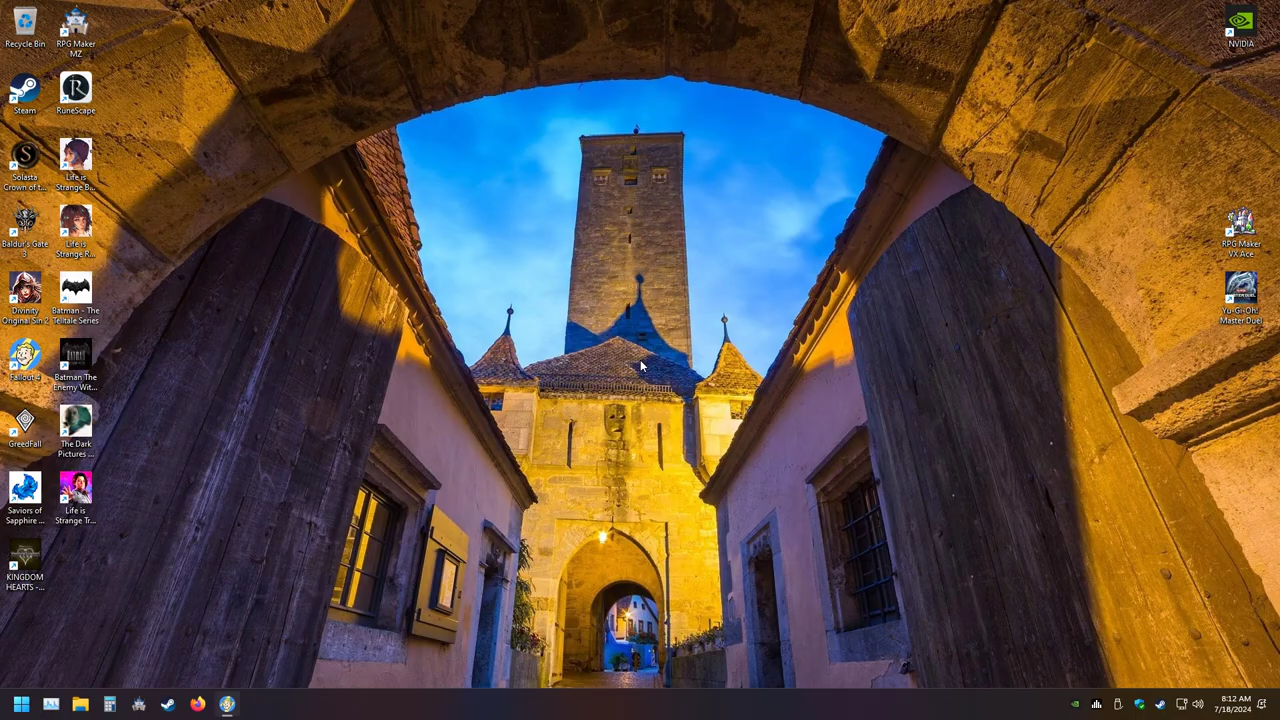 Recycle Bin
RPG Maker
MZ
NVIDIA
Steam
RuneScape
Solasta
Crown of t...
Life is
Strange B...
Baldur's Gate
3
Life is
Strange R...
RPG Maker
VX Ace
Divinity
Original Sin 2
Batman - The
Telltale Series
Yu-Gi-Oh!
Master Duel
Fallout 4
Batman The
Enemy Wit...
GreedFall
The Dark
Pictures ...
Saviors of
Sapphire ...
Life is
Strange Tr...
KINGDOM
HEARTS -...
8:12 AM
7/18/2024